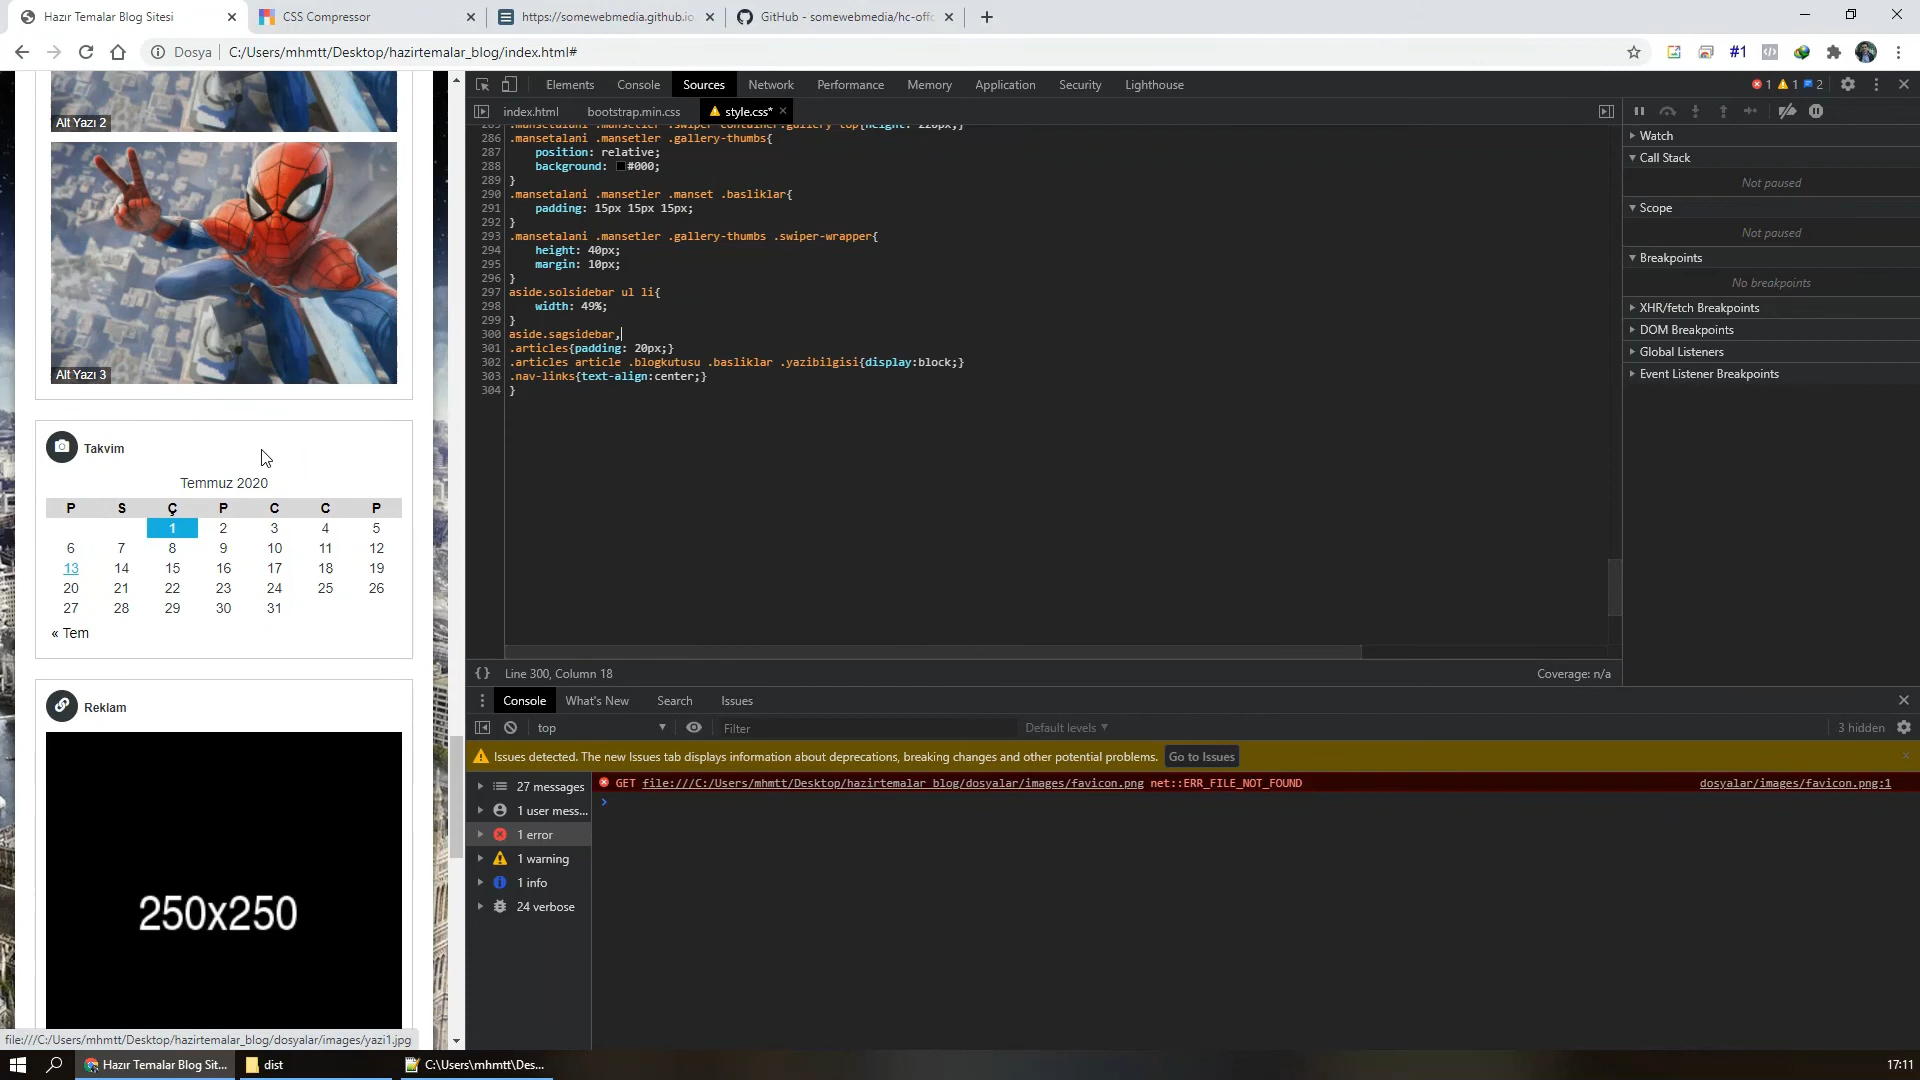 Hazır Temalar Blog Sitesi
CSS Compressor
https://somewebmedia.github.io
GitHub - somewebmedia/hc-offc
Dosya
C:/Users/mhmtt/Desktop/hazirtemalar_blog/index.html#
#1
Alt Yazı 2
Alt Yazı 3
Takvim
Temmuz 2020
P S Ç P C C P
1 2 3 4 5
6 7 8 9 10 11 12
13 14 15 16 17 18 19
20 21 22 23 24 25 26
27 28 29 30 31
« Tem
Reklam
250x250
file:///C:/Users/mhmtt/Desktop/hazirtemalar_blog/dosyalar/images/yazi1.jpg
Elements Console Sources Network Performance Memory Application Security Lighthouse
1 1 2
index.html bootstrap.min.css style.css*
285 .mansetalani .mansetler .swiper-container.gallery-top{height: 220px;}
286 .mansetalani .mansetler .gallery-thumbs{
287 position: relative;
288 background: #000;
289 }
290 .mansetalani .mansetler .manset .basliklar{
291 padding: 15px 15px 15px;
292 }
293 .mansetalani .mansetler .gallery-thumbs .swiper-wrapper{
294 height: 40px;
295 margin: 10px;
296 }
297 aside.solsidebar ul li{
298 width: 49%;
299 }
300 aside.sagsidebar,
301 .articles{padding: 20px;}
302 .articles article .blogkutusu .basliklar .yazibilgisi{display:block;}
303 .nav-links{text-align:center;}
304 }
{} Line 300, Column 18
Coverage: n/a
Watch
Call Stack
Not paused
Scope
Not paused
Breakpoints
No breakpoints
XHR/fetch Breakpoints
DOM Breakpoints
Global Listeners
Event Listener Breakpoints
Console What's New Search Issues
top
Filter
Default levels
3 hidden
Issues detected. The new Issues tab displays information about deprecations, breaking changes and other potential problems.
Go to Issues
27 messages
1 user mess...
1 error
1 warning
1 info
24 verbose
GET file:///C:/Users/mhmtt/Desktop/hazirtemalar_blog/dosyalar/images/favicon.png net::ERR_FILE_NOT_FOUND
dosyalar/images/favicon.png:1
Hazır Temalar Blog Sit...
dist
C:\Users\mhmtt\Des...
17:11